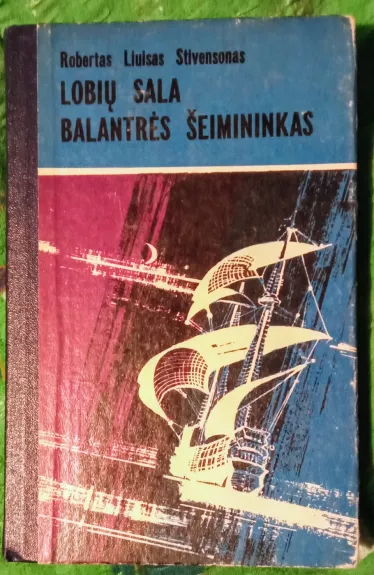 Robertas Liuisas Stivensonas
LOBIŲ SALA
BALANTRĖS ŠEIMININKAS